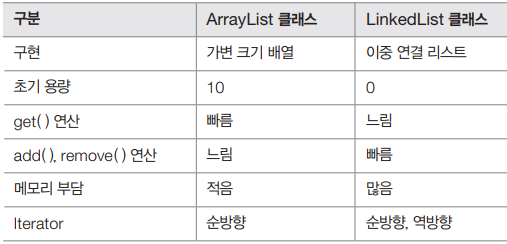 구분 ArrayList 클래스 LinkedList 클래스
구현 가변 크기 배열 이중 연결 리스트
초기 용량 10 0
get( ) 연산 빠름 느림
add( ), remove( ) 연산 느림 빠름
메모리 부담 적음 많음
Iterator 순방향 순방향, 역방향